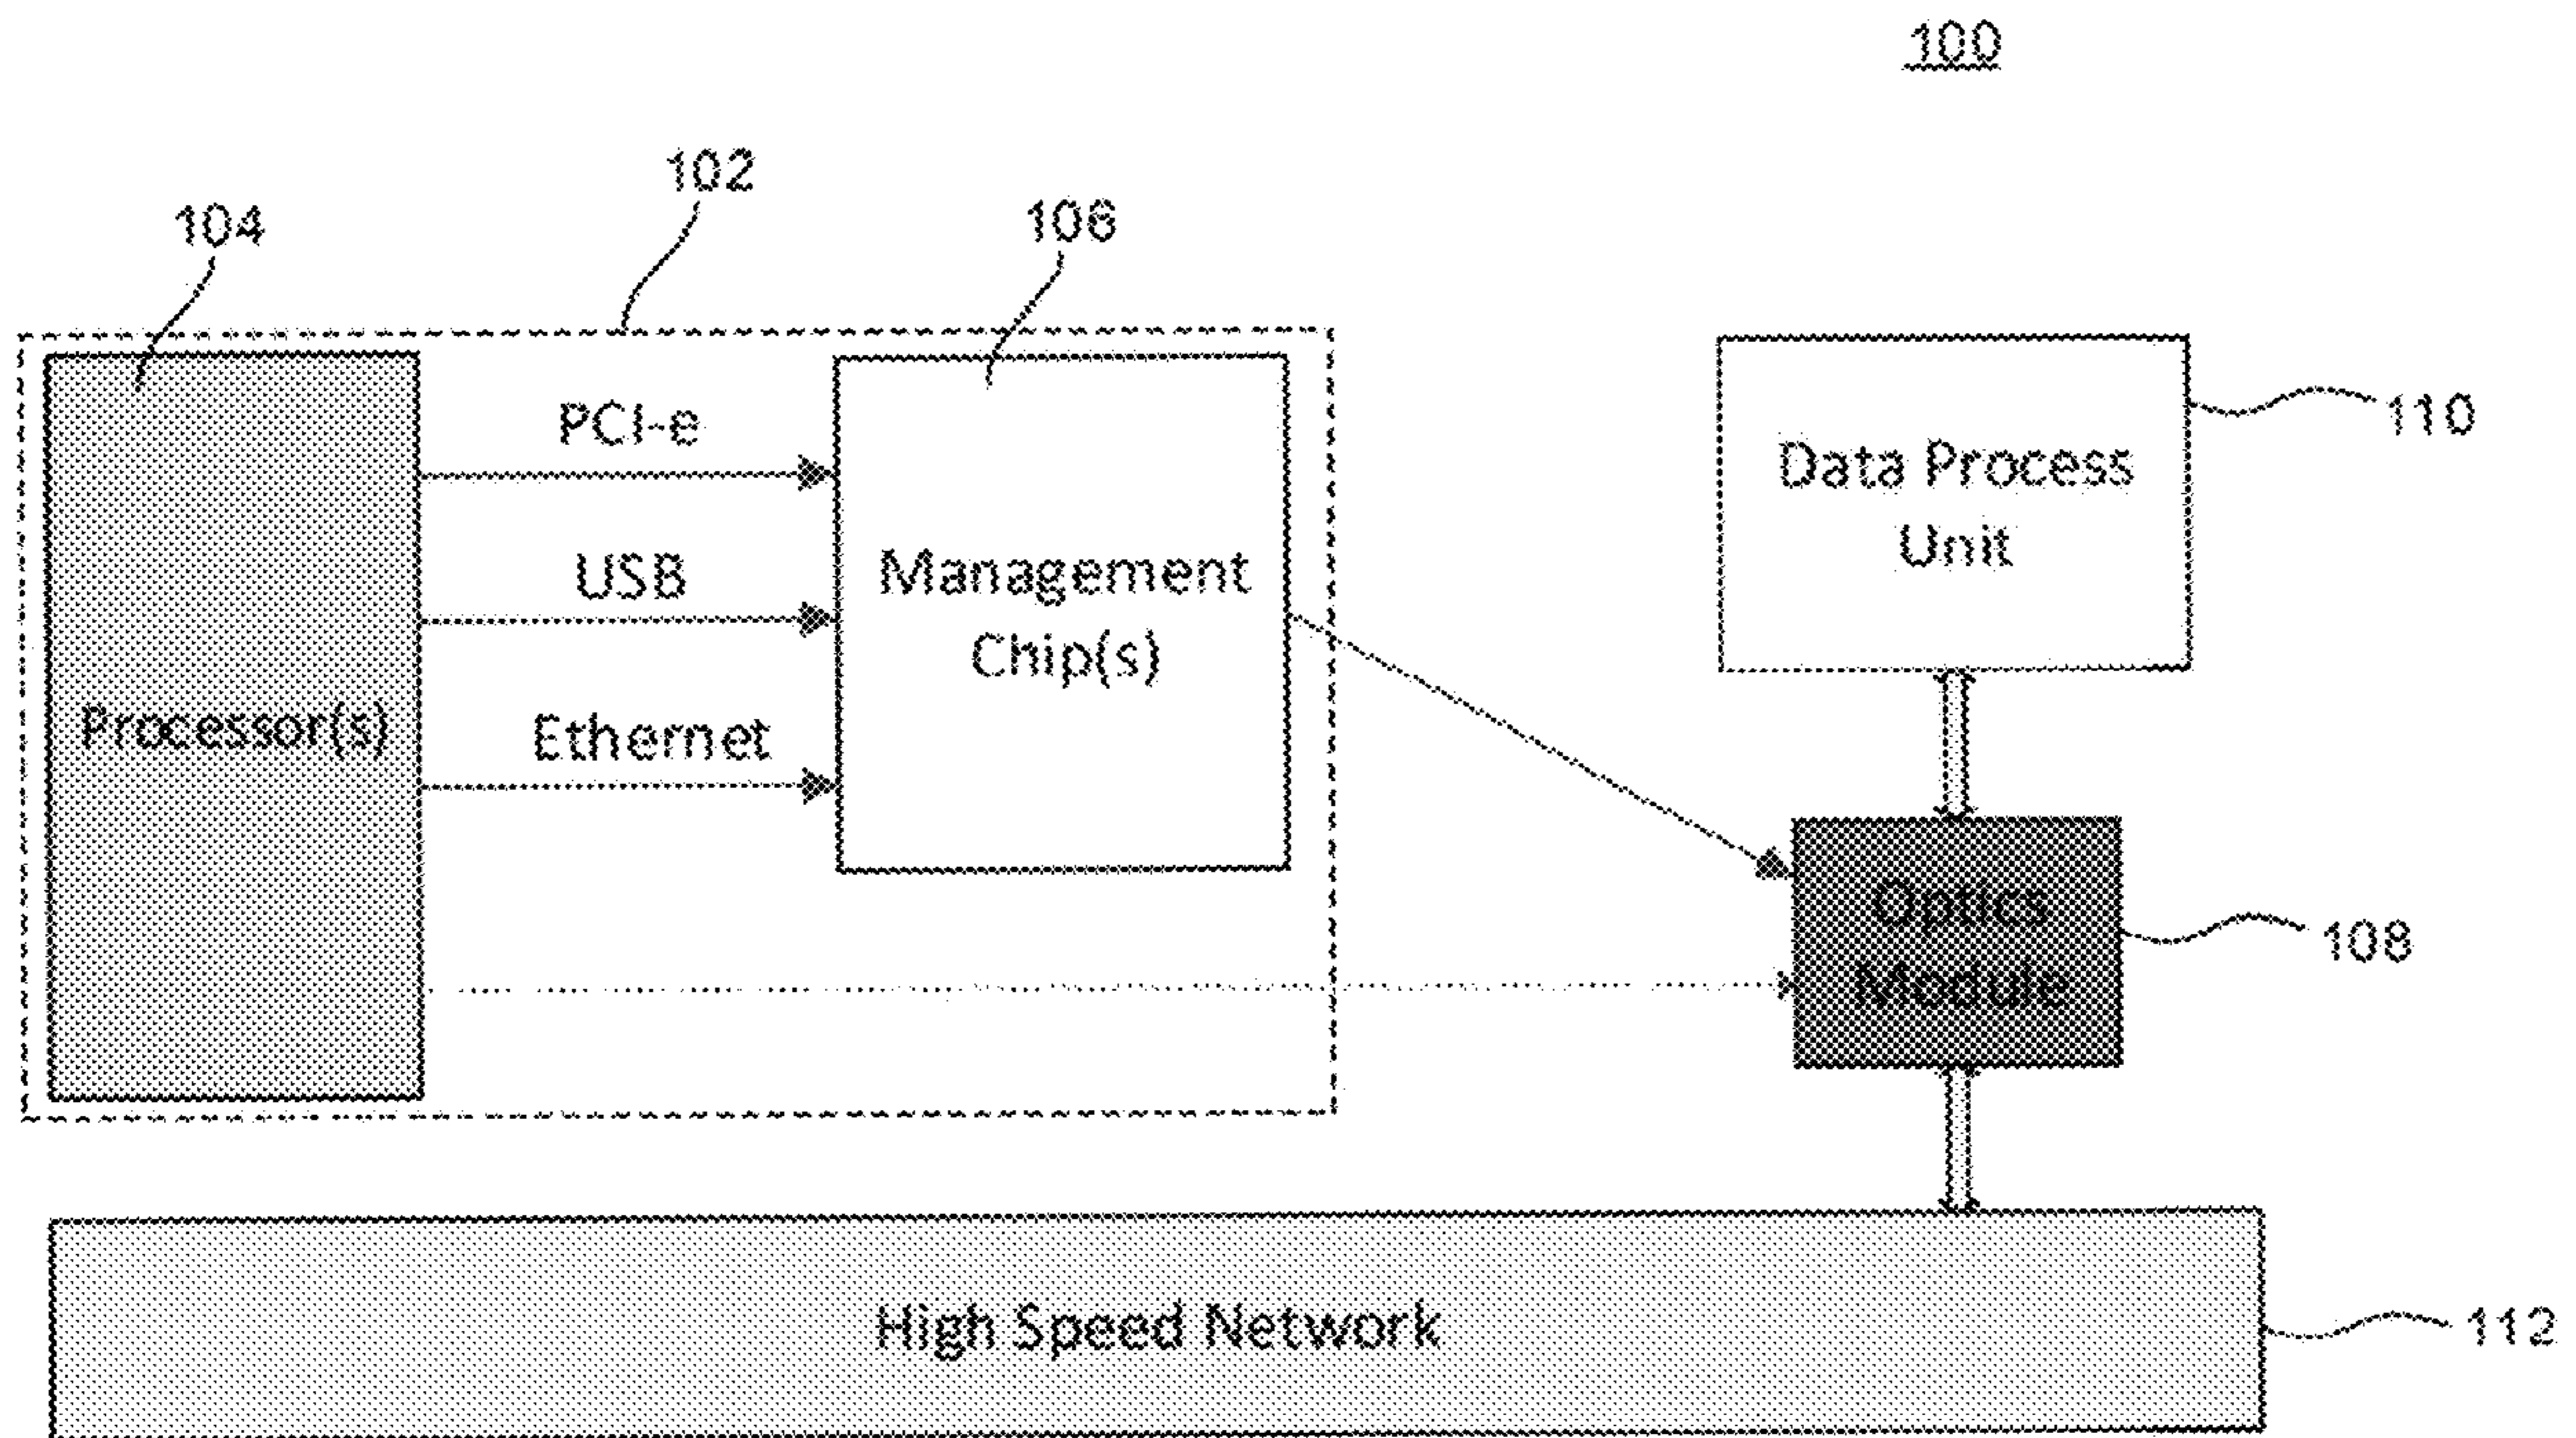 100
102
104
106
PCI-e
Data Process
Unit
110
USB
Management
Chip(s)
Processor(s)
Ethernet
Optics
Module
108
High Speed Network
112